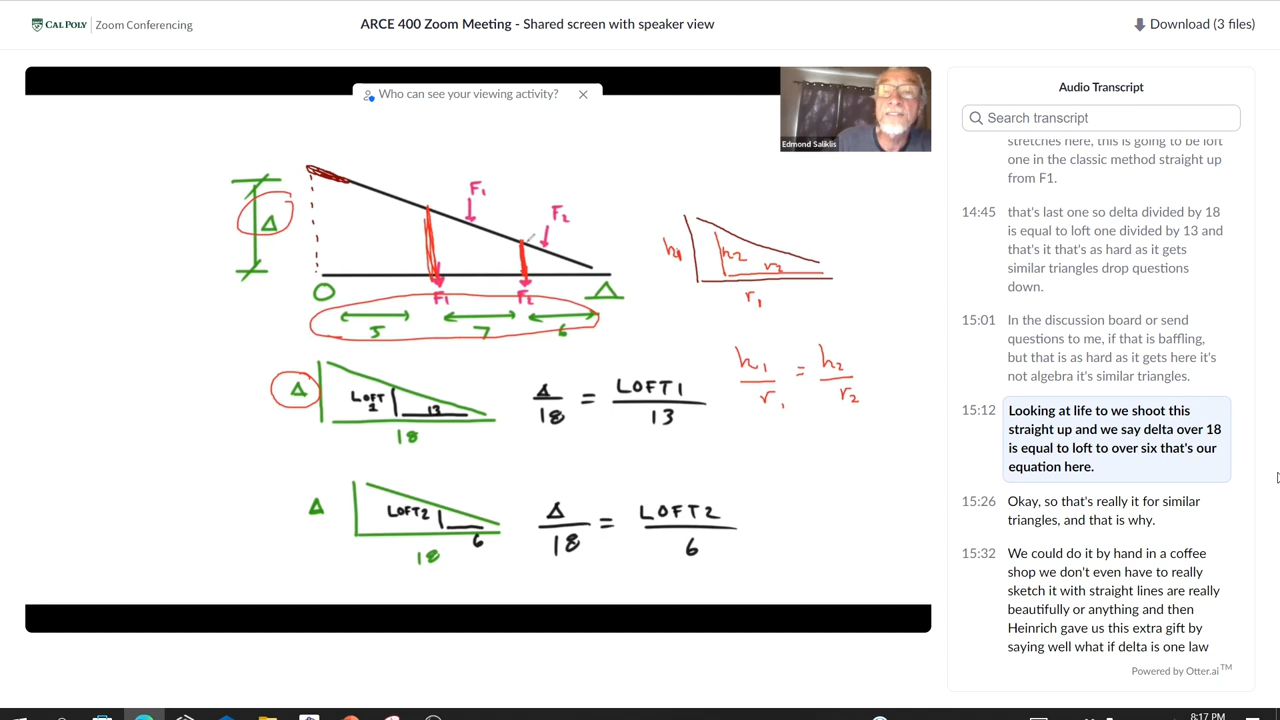 CAL POLY | Zoom Conferencing
ARCE 400 Zoom Meeting - Shared screen with speaker view
Download (3 files)
Who can see your viewing activity?
Edmond Saliklis
Δ
F1
F2
F1
F2
O
Δ
5
7
6
h1
h2
r2
r1
Δ
LOFT 1
13
18
Δ/18 = LOFT1/13
h1/r1 = h2/r2
Δ
LOFT2
6
18
Δ/18 = LOFT2/6
Audio Transcript
Search transcript
stretches here, this is going to be loft
one in the classic method straight up
from F1.
14:45 that's last one so delta divided by 18
is equal to loft one divided by 13 and
that's it that's as hard as it gets
similar triangles drop questions
down.
15:01 In the discussion board or send
questions to me, if that is baffling,
but that is as hard as it gets here it's
not algebra it's similar triangles.
15:12 Looking at life to we shoot this
straight up and we say delta over 18
is equal to loft to over six that's our
equation here.
15:26 Okay, so that's really it for similar
triangles, and that is why.
15:32 We could do it by hand in a coffee
shop we don't even have to really
sketch it with straight lines are really
beautifully or anything and then
Heinrich gave us this extra gift by
saying well what if delta is one law
Powered by Otter.ai TM
8:17 PM